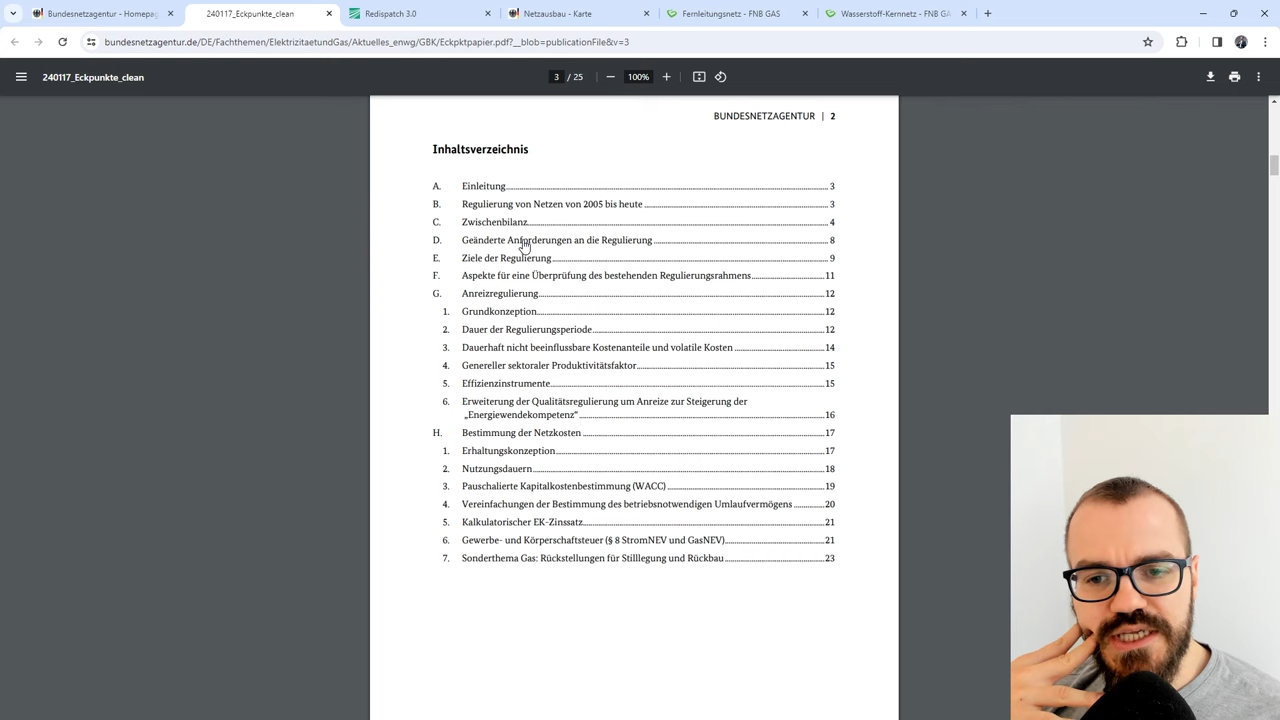 Bundesnetzagentur - Homepag
240117_Eckpunkte_clean
Redispatch 3.0
Netzausbau - Karte
Fernleitungsnetz - FNB GAS
Wasserstoff-Kernnetz - FNB GA
bundesnetzagentur.de/DE/Fachthemen/ElektrizitaetundGas/Aktuelles_enwg/GBK/Eckpktpapier.pdf?__blob=publicationFile&v=3
240117_Eckpunkte_clean
3 / 25
100%
BUNDESNETZAGENTUR | 2
Inhaltsverzeichnis
A. Einleitung 3
B. Regulierung von Netzen von 2005 bis heute 3
C. Zwischenbilanz 4
D. Geänderte Anforderungen an die Regulierung 8
E. Ziele der Regulierung 9
F. Aspekte für eine Überprüfung des bestehenden Regulierungsrahmens 11
G. Anreizregulierung 12
1. Grundkonzeption 12
2. Dauer der Regulierungsperiode 12
3. Dauerhaft nicht beeinflussbare Kostenanteile und volatile Kosten 14
4. Genereller sektoraler Produktivitätsfaktor 15
5. Effizienzinstrumente 15
6. Erweiterung der Qualitätsregulierung um Anreize zur Steigerung der
„Energiewendekompetenz“ 16
H. Bestimmung der Netzkosten 17
1. Erhaltungskonzeption 17
2. Nutzungsdauern 18
3. Pauschalierte Kapitalkostenbestimmung (WACC) 19
4. Vereinfachungen der Bestimmung des betriebsnotwendigen Umlaufvermögens 20
5. Kalkulatorischer EK-Zinssatz 21
6. Gewerbe- und Körperschaftsteuer (§ 8 StromNEV und GasNEV) 21
7. Sonderthema Gas: Rückstellungen für Stilllegung und Rückbau 23